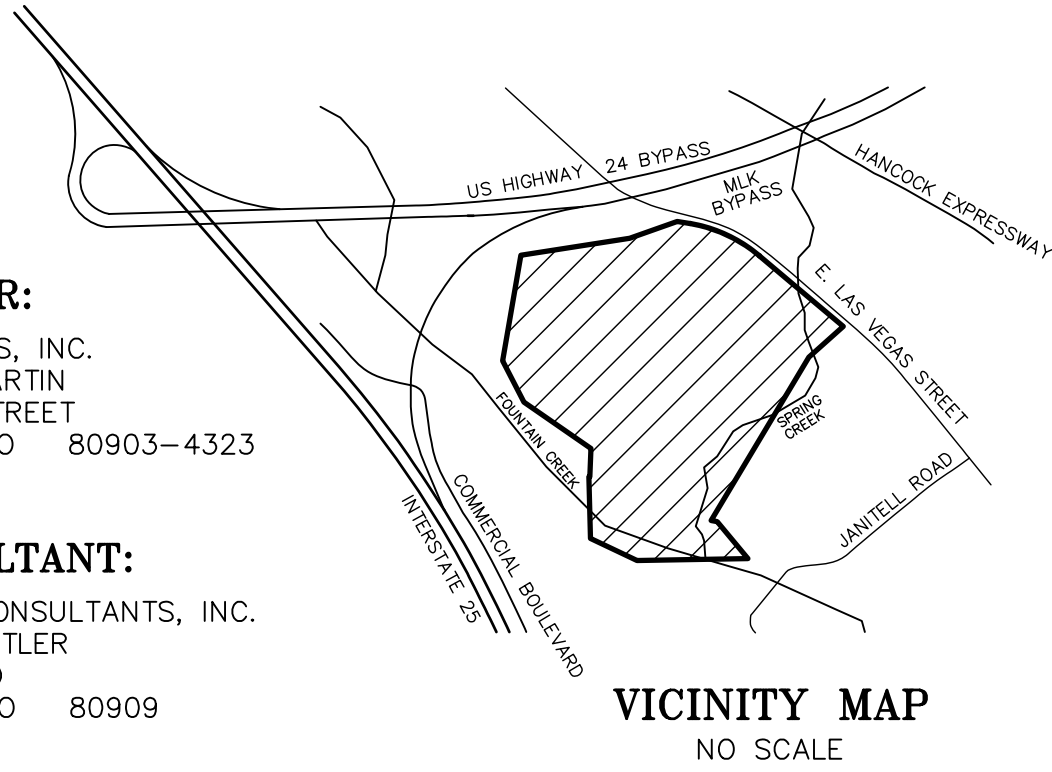 R:
S, INC.
ARTIN
TREET
O 80903-4323
LTANT:
ONSULTANTS, INC.
TLER
O 80909
US HIGHWAY 24 BYPASS
MLK
BYPASS
HANCOCK EXPRESSWAY
E. LAS VEGAS STREET
SPRING
CREEK
FOUNTAIN CREEK
JANITELL ROAD
COMMERCIAL BOULEVARD
INTERSTATE 25
VICINITY MAP
NO SCALE